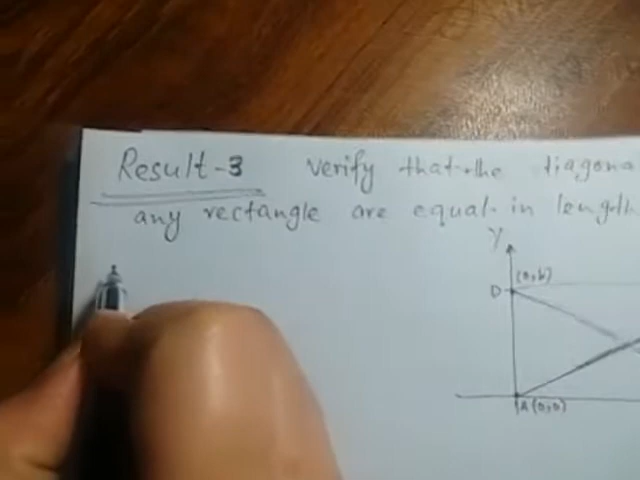 Result-3 Verify that the diagona
any rectangle are equal in length
Y
D (0,b)
A(0,0)